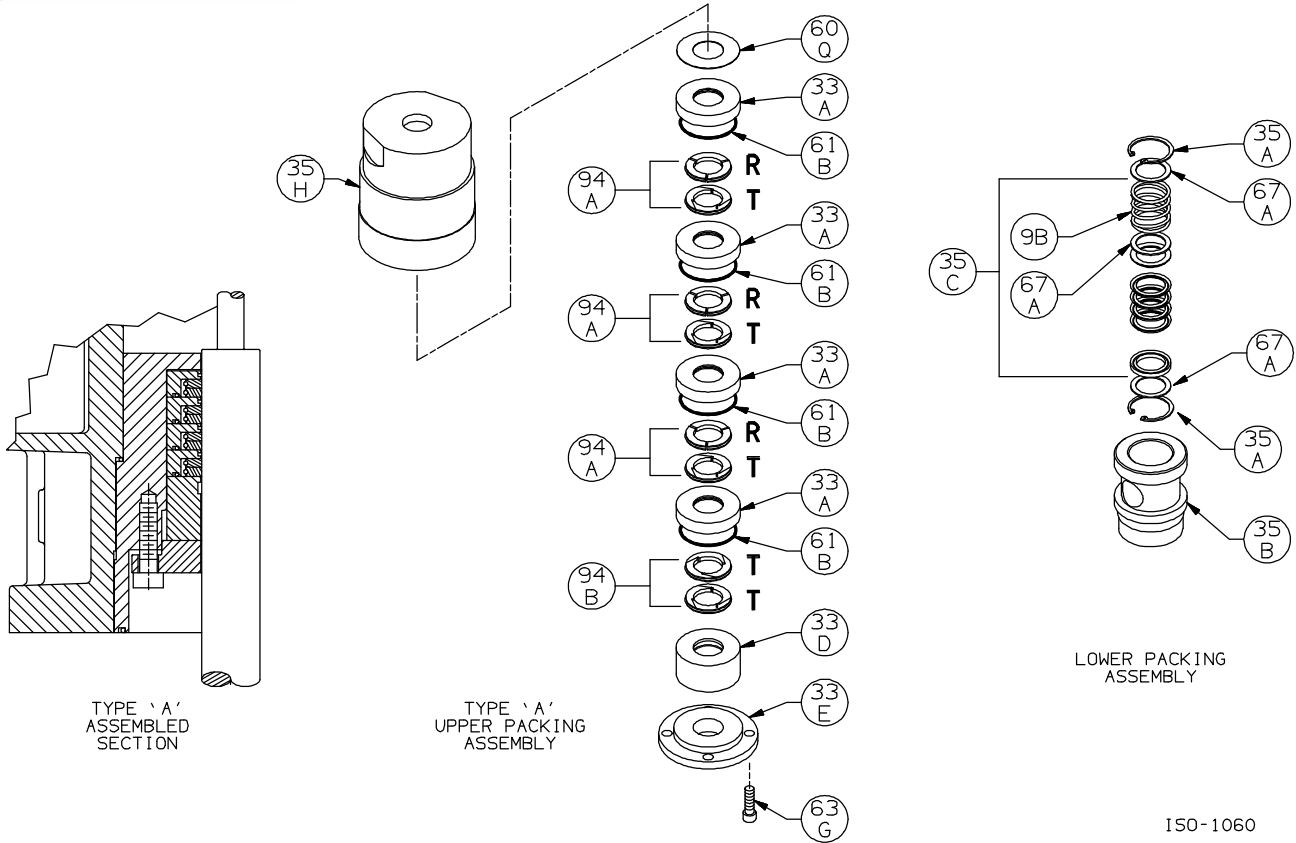 60
Q
33
A
61
B
94
A
R
T
33
A
61
B
94
A
R
T
33
A
61
B
94
A
R
T
33
A
61
B
94
B
T
T
33
D
33
E
63
G
35
H
35
A
67
A
9B
67
A
35
C
67
A
35
A
35
B
TYPE 'A'
ASSEMBLED
SECTION
TYPE 'A'
UPPER PACKING
ASSEMBLY
LOWER PACKING
ASSEMBLY
ISO-1060